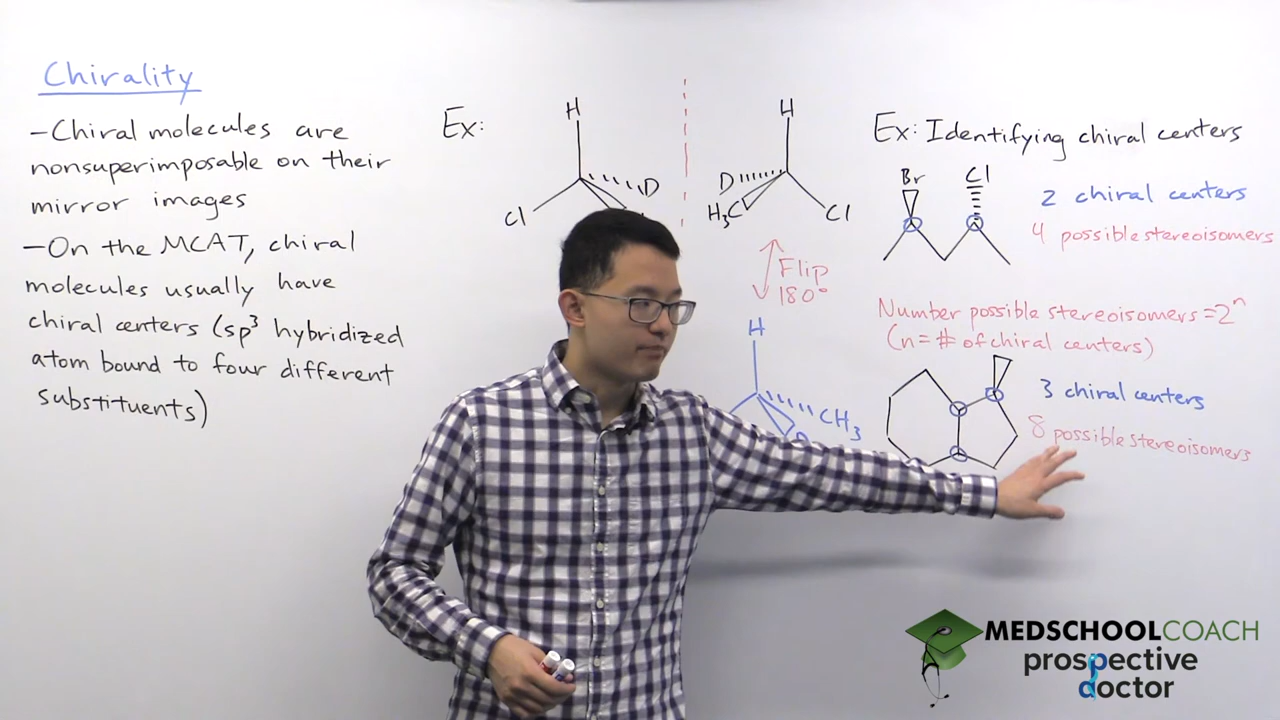 Chirality
-Chiral molecules are
nonsuperimposable on their
mirror images
-On the MCAT, chiral
molecules usually have
chiral centers (sp³ hybridized
atom bound to four different
substituents)
Ex:
H
D
Cl
H
D
H₃C
Cl
Flip
180°
H
CH₃
Ex: Identifying chiral centers
Br
Cl
2 chiral centers
4 possible stereoisomers
Number possible stereoisomers = 2ⁿ
(n = # of chiral centers)
3 chiral centers
8 possible stereoisomers
MEDSCHOOLCOACH
prospective
doctor